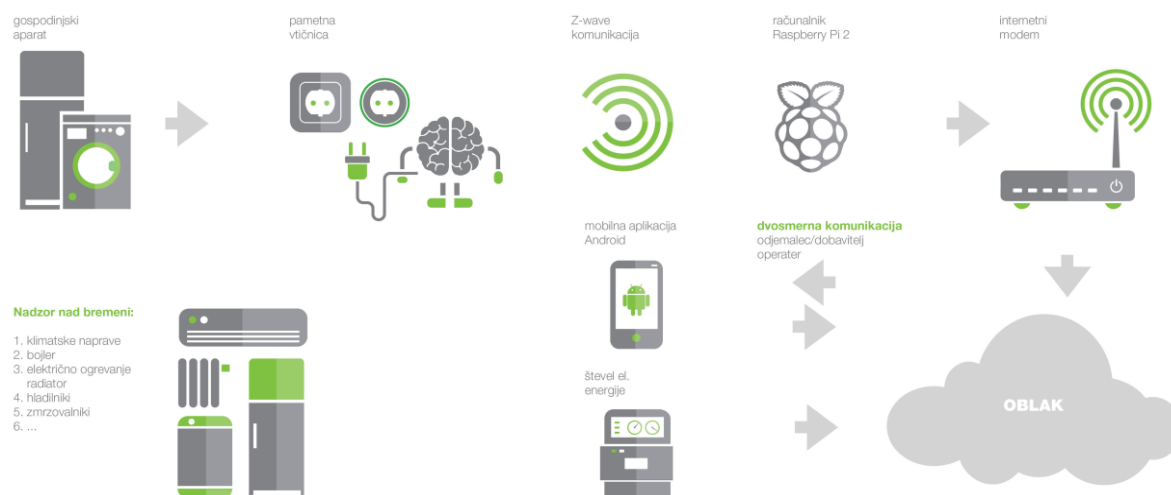 gospodinjski
aparat
pametna
vtičnica
Z-wave
komunikacija
računalnik
Raspberry Pi 2
internetni
modem
mobilna aplikacija
Android
dvosmerna komunikacija
odjemalec/dobavitelj
operater
Nadzor nad bremeni:
1. klimatske naprave
2. bojler
3. električno ogrevanje
radiator
4. hladilniki
5. zmrzovalniki
6. ...
števel el.
energije
OBLAK